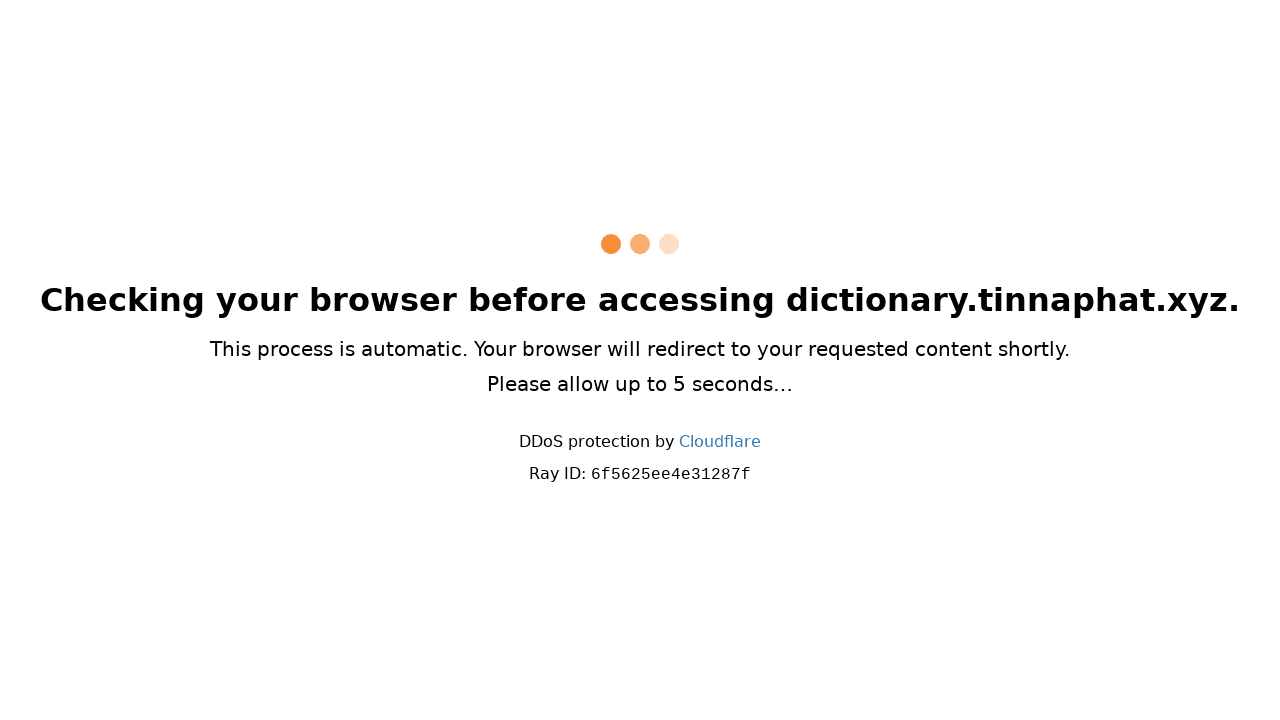 Checking your browser before accessing dictionary.tinnaphat.xyz.
This process is automatic. Your browser will redirect to your requested content shortly.
Please allow up to 5 seconds…
DDoS protection by Cloudflare
Ray ID: 6f5625ee4e31287f